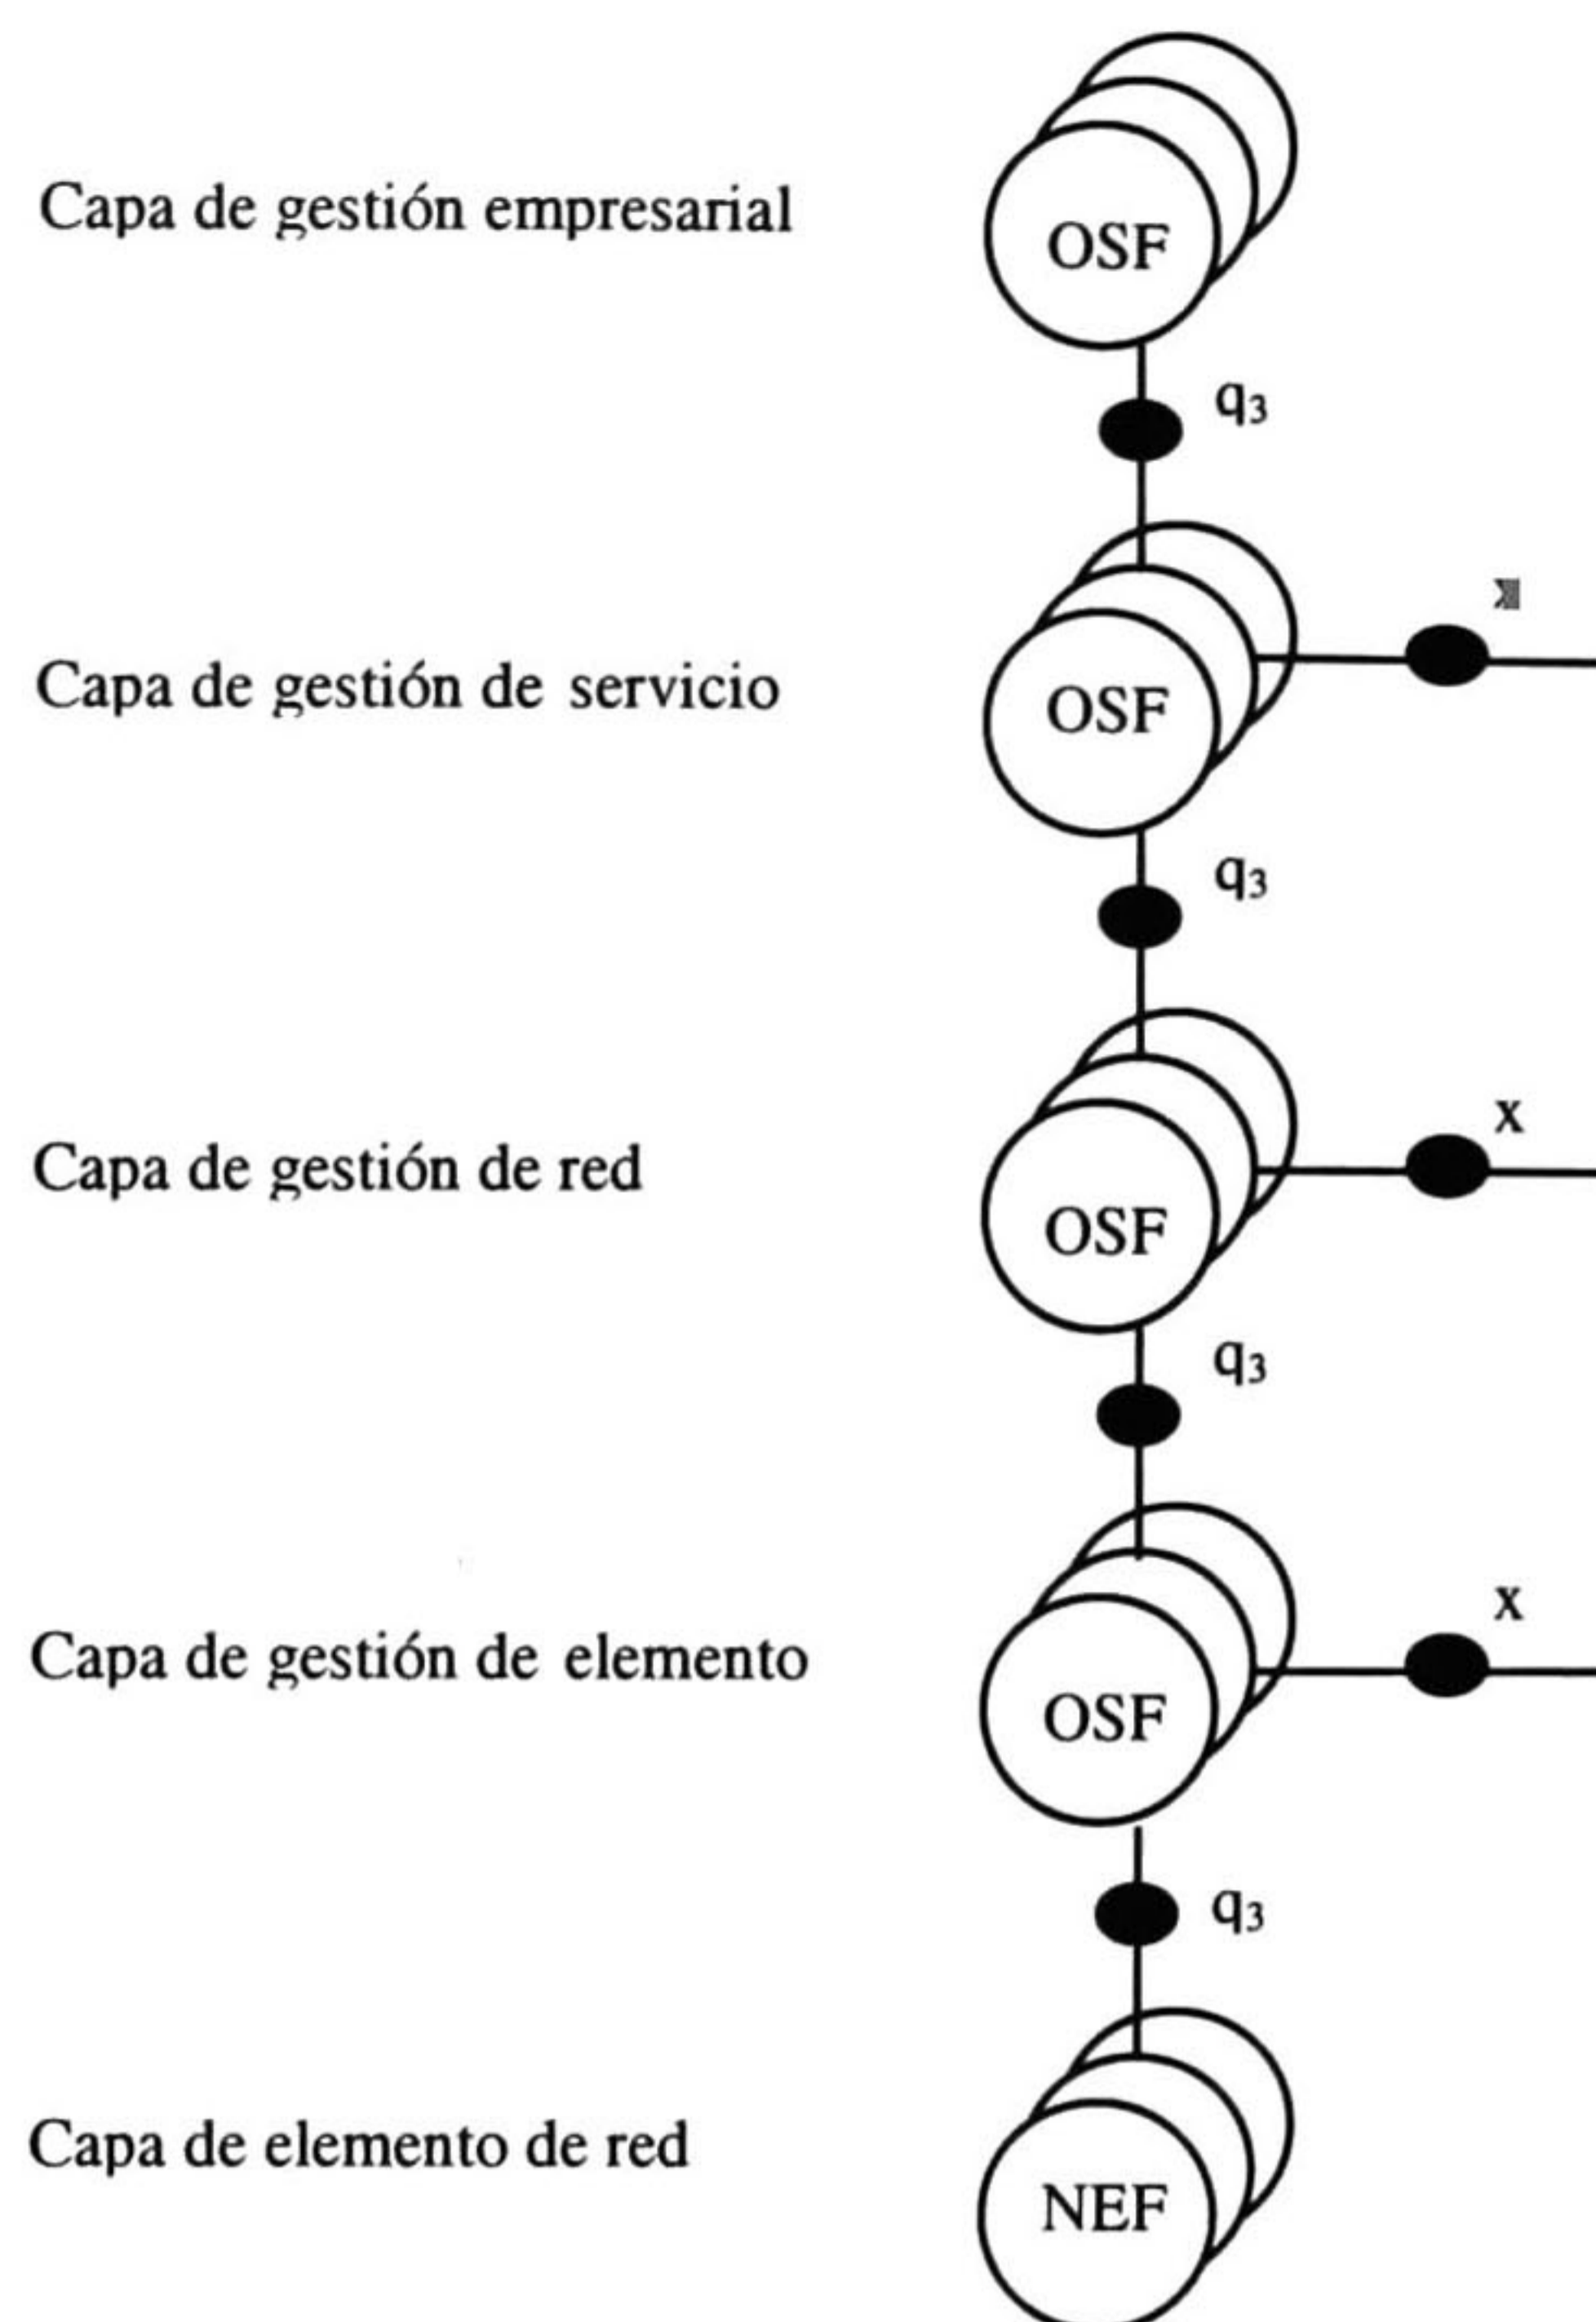 Capa de gestión empresarial
OSF
q3
Capa de gestión de servicio
OSF
q3
Capa de gestión de red
x
OSF
q3
Capa de gestión de elemento
x
OSF
q3
Capa de elemento de red
NEF